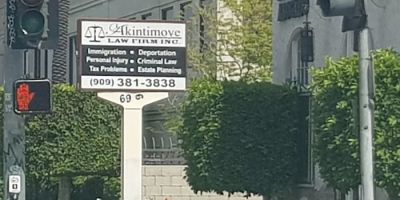 Akintimove
LAW FIRM INC.
Immigration • Deportation
Personal Injury • Criminal Law
Tax Problems • Estate Planning
(909) 381-3838
69